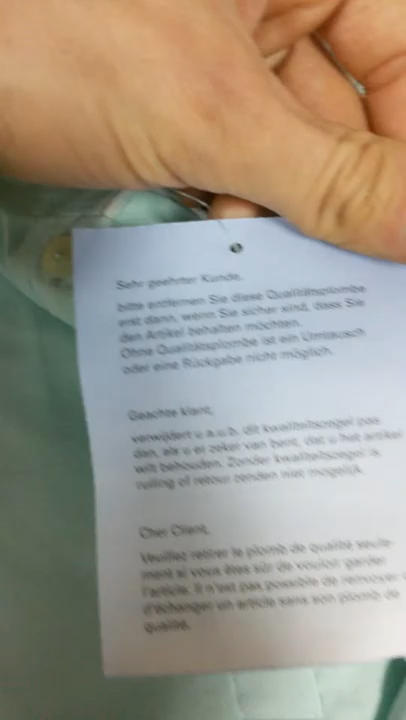 Sehr geehrter Kunde,
bitte entfernen Sie diese Qualitätsplombe
erst dann, wenn Sie sicher sind, dass Sie
den Artikel behalten möchten.
Ohne Qualitätsplombe ist ein Umtausch
oder eine Rückgabe nicht möglich.
Geachte klant,
verwijdert u a.u.b. dit kwaliteitszegel pas
dan, als u er zeker van bent, dat u het artikel
wilt behouden. Zonder kwaliteitszegel is
ruiling of retour zenden niet mogelijk.
Cher Client,
Veuillez retirer le plomb de qualité seule-
ment si vous êtes sûr de vouloir garder
l'article. Il n'est pas possible de renvoyer
d'échanger un article sans son plomb de
qualité.